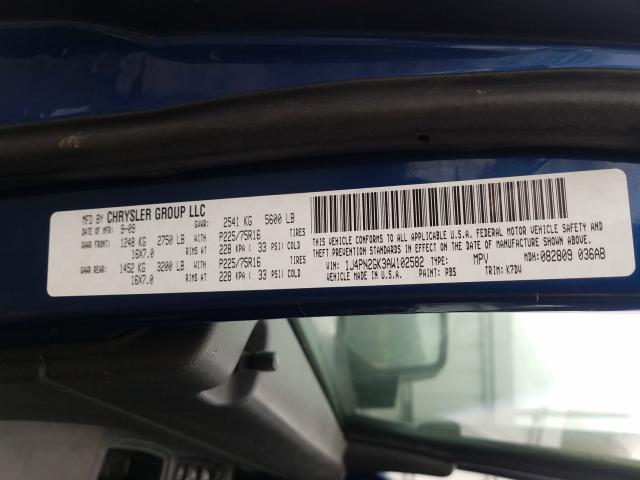 MFD BY CHRYSLER GROUP LLC
DATE OF MFR: 9-09 GVWR: 2541 KG 5600 LB
GAWR FRONT: 1248 KG 2750 LB WITH P225/75R16
16X7.0 RIMS AT 228 KPA ( 33 PSI) COLD
GAWR REAR: 1452 KG 3200 LB WITH P225/75R16
16X7.0 RIMS AT 228 KPA ( 33 PSI) COLD
THIS VEHICLE CONFORMS TO ALL APPLICABLE U.S.A. FEDERAL MOTOR VEHICLE SAFETY AND
THEFT PREVENTION STANDARDS IN EFFECT ON THE DATE OF MANUFACTURE SHOWN ABOVE.
VIN: 1J4PN2GK3AW102582 TYPE: MPV MDH: 082809 036AB
VEHICLE MADE IN U.S.A. PAINT: PBS TRIM: K7DV